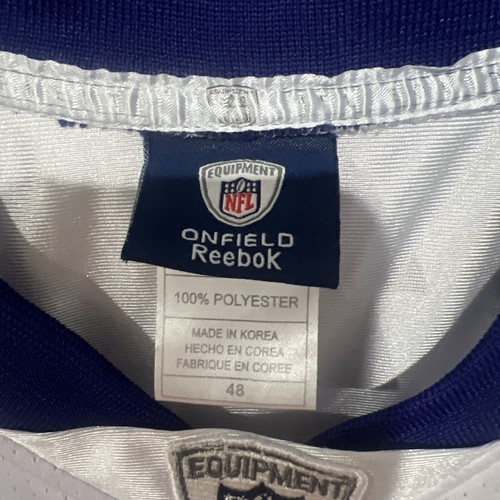 EQUIPMENT
NFL
ONFIELD
Reebok
100% POLYESTER
MADE IN KOREA
HECHO EN COREA
FABRIQUE EN COREE
48
EQUIPMENT